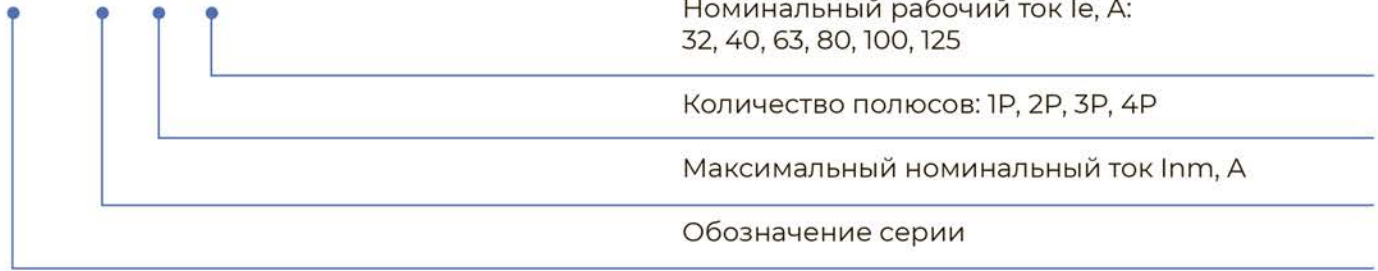 Номинальный рабочий ток Ie, А:
32, 40, 63, 80, 100, 125
Количество полюсов: 1P, 2P, 3P, 4P
Максимальный номинальный ток Inm, А
Обозначение серии